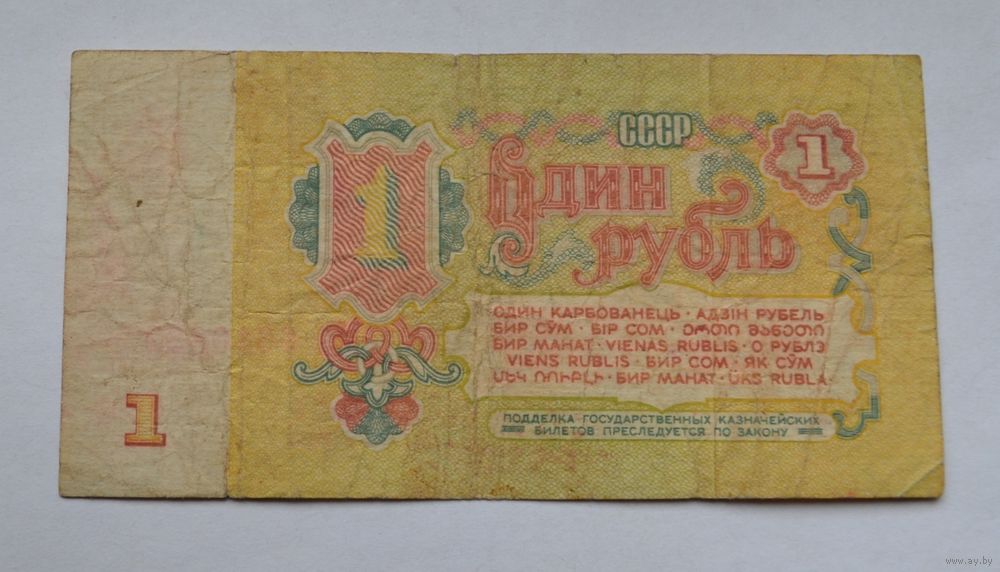 СССР
1
1
Один
рубль
ОДИН КАРБОВАНЕЦЬ · АДЗІН РУБЕЛЬ
БИР СЎМ · БІР СОМ · ᲔᲠᲗᲘ ᲛᲐᲜᲔᲗᲘ
БИР МАНАТ · VIENAS RUBLIS · О РУБЛЭ
VIENS RUBLIS · БИР СОМ · ЯК СЎМ
ՄԵԿ ՌՈՒԲԼԻ · БИР МАНАТ · ÜKS RUBLA
ПОДДЕЛКА ГОСУДАРСТВЕННЫХ КАЗНАЧЕЙСКИХ
БИЛЕТОВ ПРЕСЛЕДУЕТСЯ ПО ЗАКОНУ
1
www.ay.by